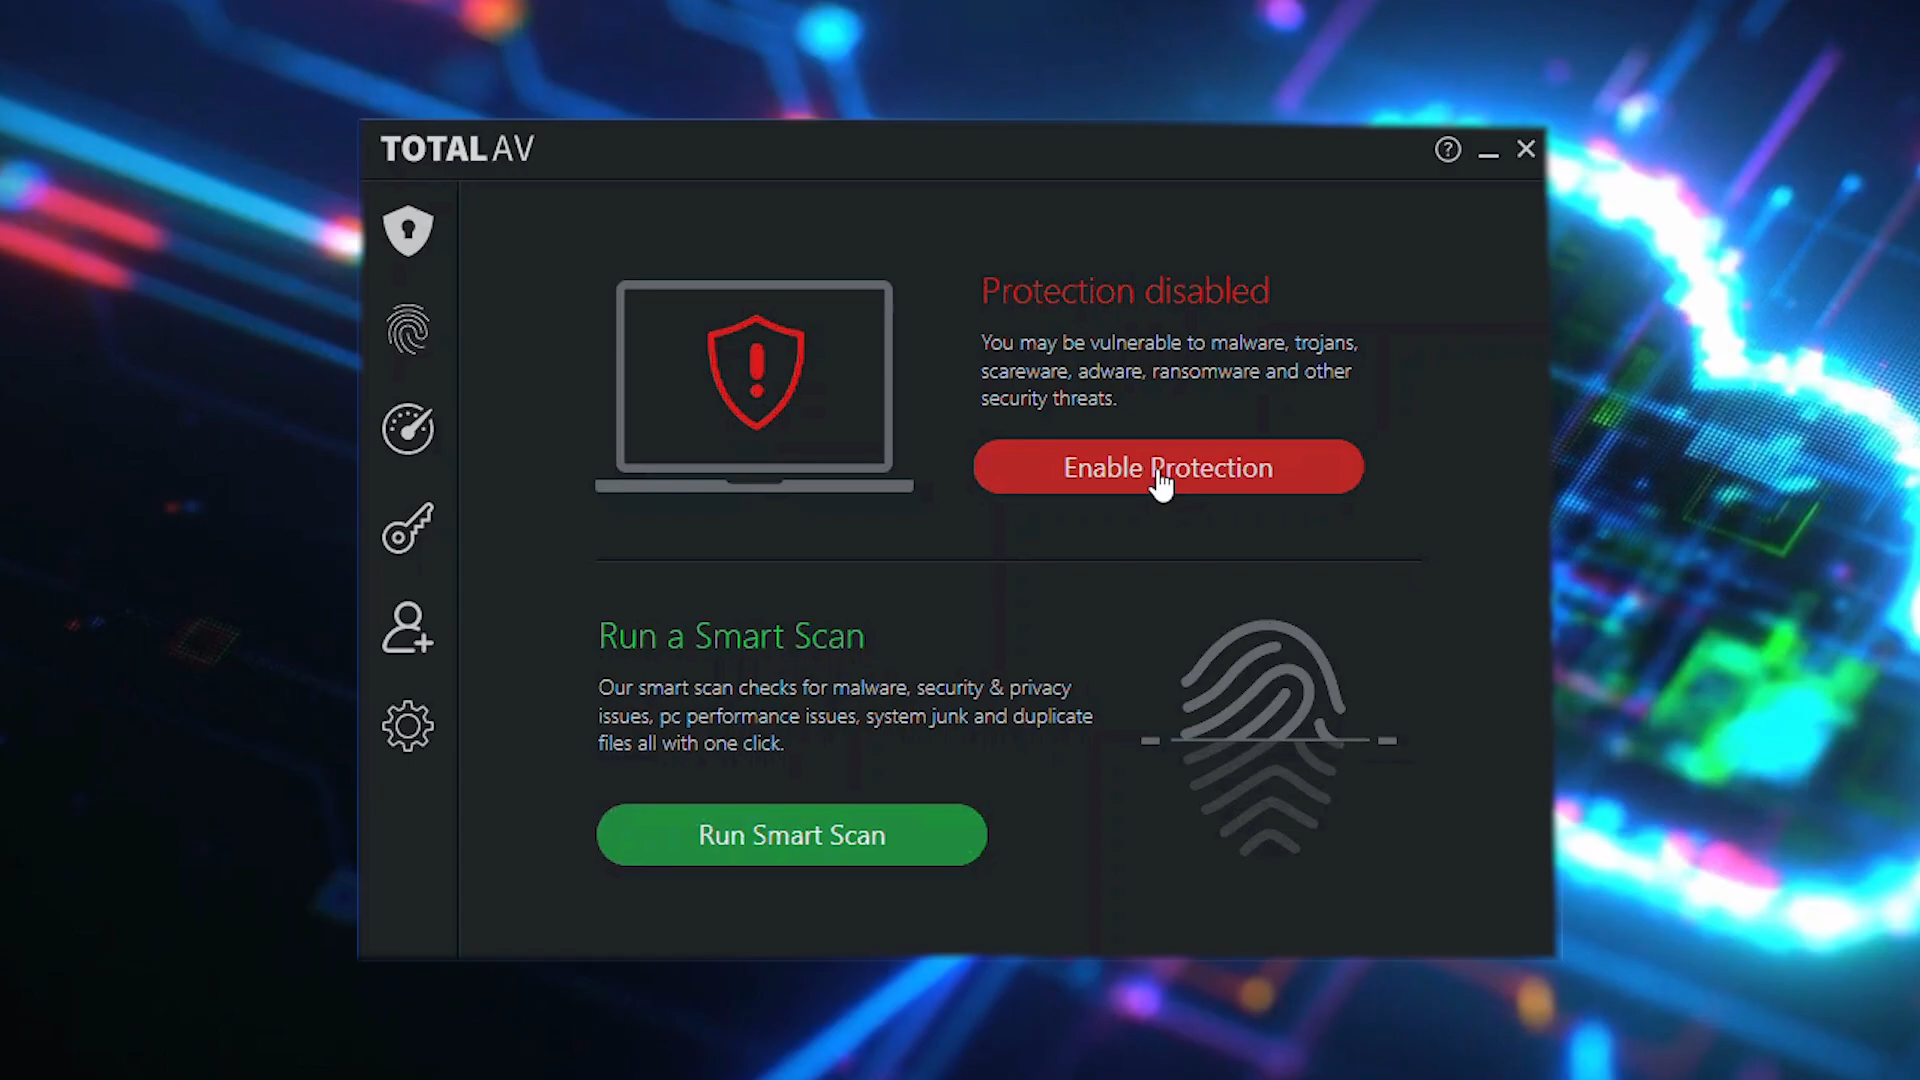 TOTALAV
Protection disabled
You may be vulnerable to malware, trojans,
scareware, adware, ransomware and other
security threats.
Enable Protection
Run a Smart Scan
Our smart scan checks for malware, security & privacy
issues, pc performance issues, system junk and duplicate
files all with one click.
Run Smart Scan